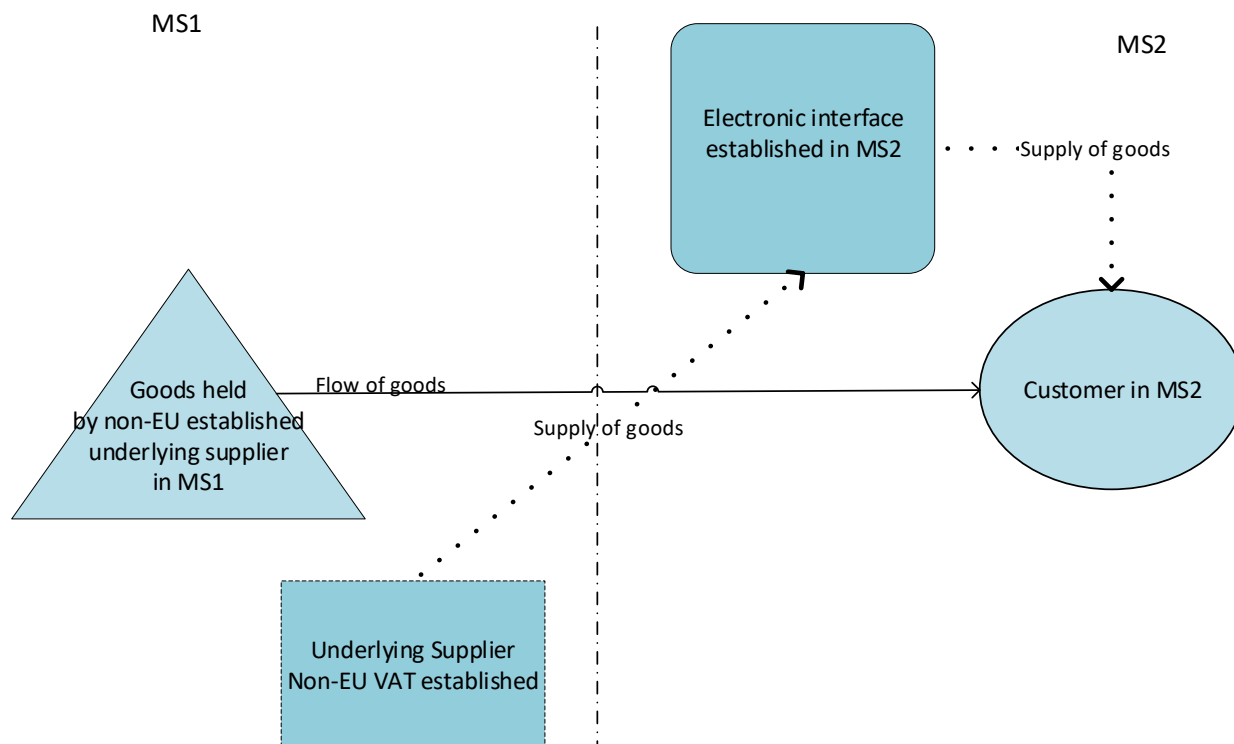 MS1
MS2
Electronic interface
established in MS2
Supply of goods
Goods held
by non-EU established
underlying supplier
in MS1
Flow of goods
Customer in MS2
Supply of goods
Underlying Supplier
Non-EU VAT established